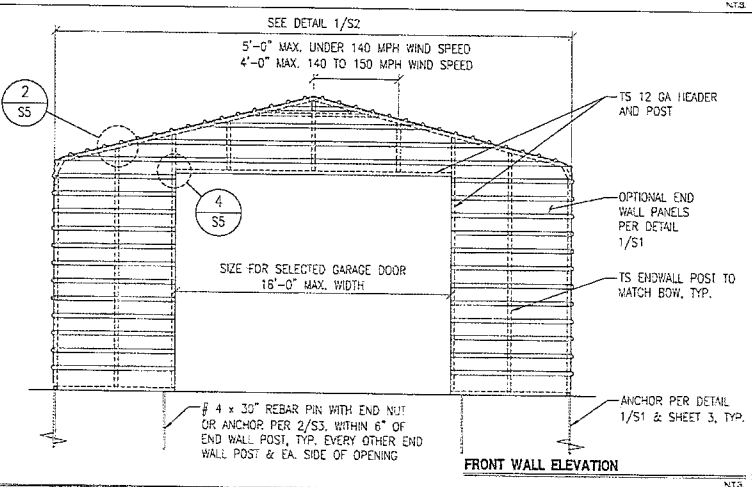 N.T.S.
SEE DETAIL 1/S2
5'-0" MAX. UNDER 140 MPH WIND SPEED
4'-0" MAX. 140 TO 150 MPH WIND SPEED
2
S5
TS 12 GA HEADER
AND POST
4
S5
OPTIONAL END
WALL PANELS
PER DETAIL
1/S1
SIZE FOR SELECTED GARAGE DOOR
16'-0" MAX. WIDTH
TS ENDWALL POST TO
MATCH BOW, TYP.
# 4 x 30" REBAR PIN WITH END NUT
OR ANCHOR PER 2/S3, WITHIN 6" OF
END WALL POST, TYP. EVERY OTHER END
WALL POST & EA. SIDE OF OPENING
ANCHOR PER DETAIL
1/S1 & SHEET 3, TYP.
FRONT WALL ELEVATION
N.T.S.